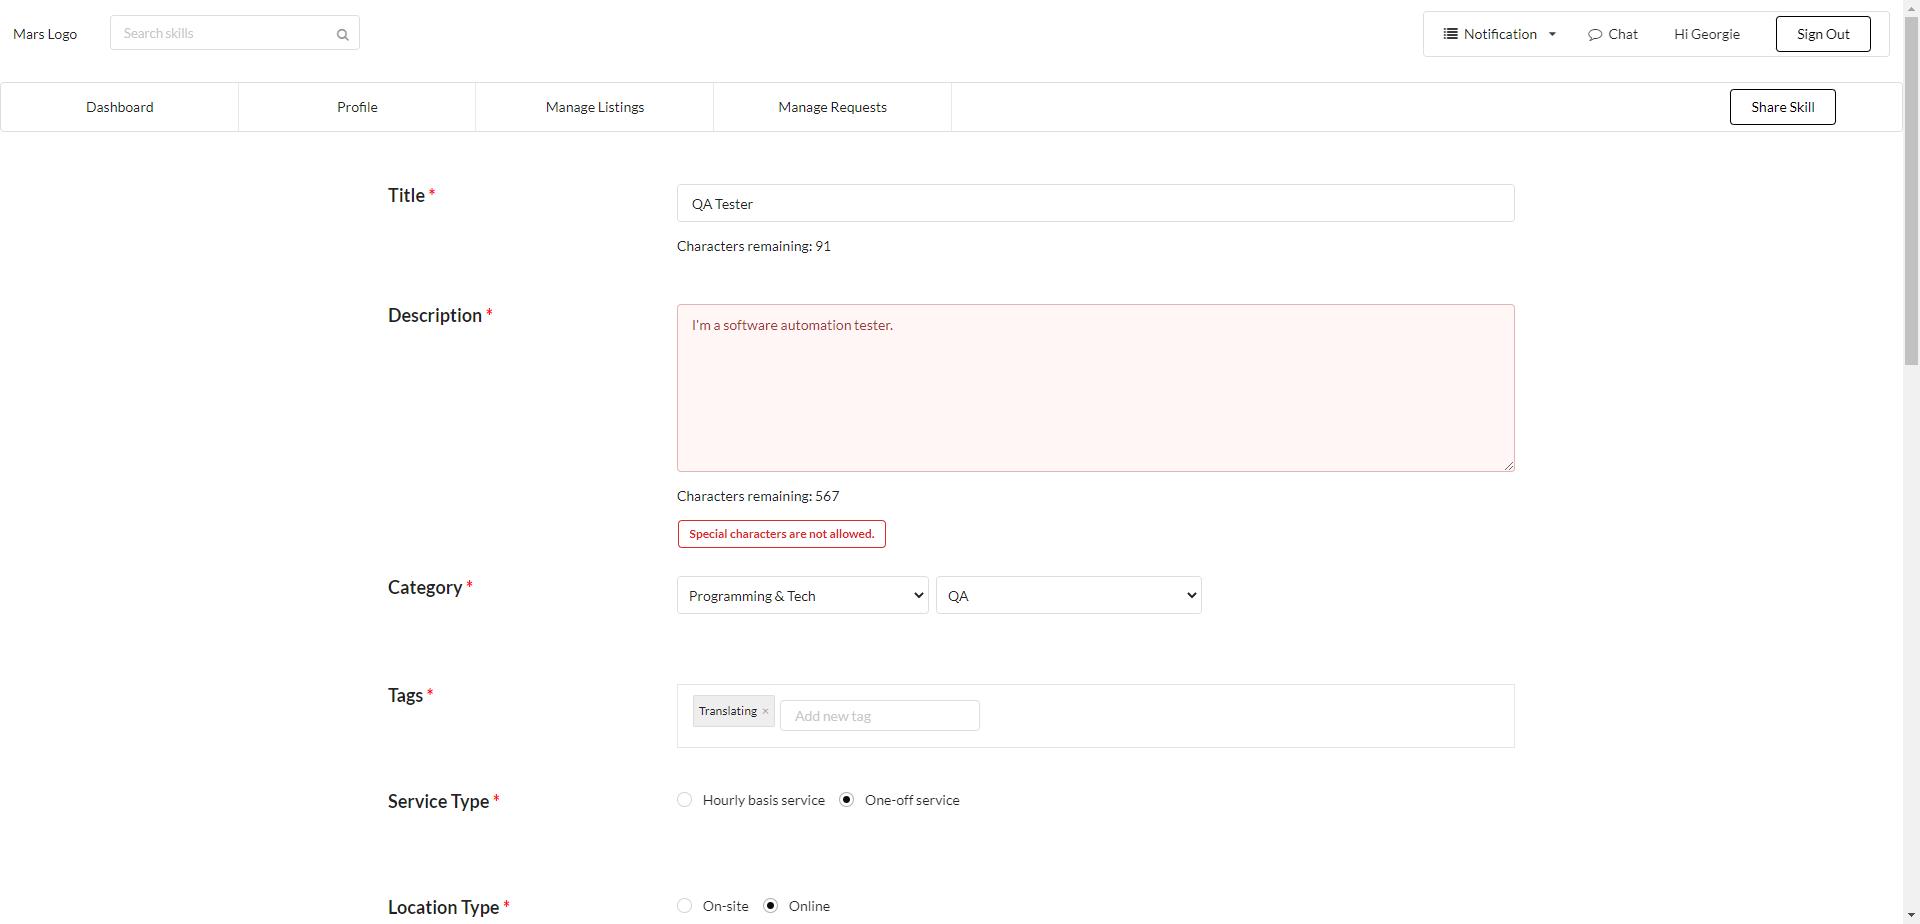 Mars Logo
Search skills
Notification
Chat
Hi Georgie
Sign Out
Dashboard
Profile
Manage Listings
Manage Requests
Share Skill
Title *
QA Tester
Characters remaining: 91
Description *
I'm a software automation tester.
Characters remaining: 567
Special characters are not allowed.
Category *
Programming & Tech
QA
Tags *
Translating ×
Add new tag
Service Type *
Hourly basis service
One-off service
Location Type *
On-site
Online